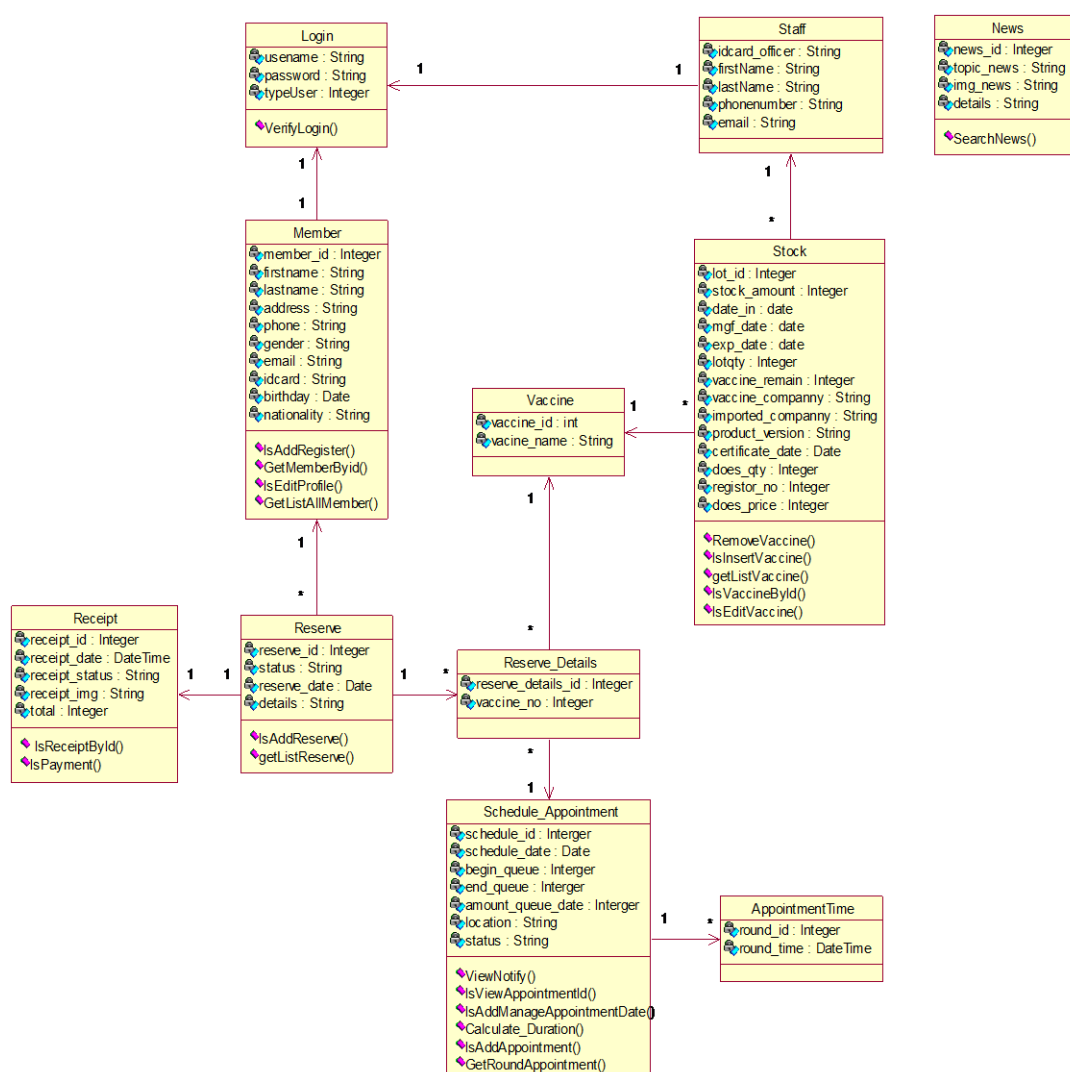 Login
usename : String
password : String
typeUser : Integer
VerifyLogin()
1
1
Staff
idcard_officer : String
firstName : String
lastName : String
phonenumber : String
email : String
News
news_id : Integer
topic_news : String
img_news : String
details : String
SearchNews()
1
1
1
*
Member
member_id : Integer
firstname : String
lastname : String
address : String
phone : String
gender : String
email : String
idcard : String
birthday : Date
nationality : String
IsAddRegister()
GetMemberByid()
IsEditProfile()
GetListAllMember()
Stock
lot_id : Integer
stock_amount : Integer
date_in : date
mgf_date : date
exp_date : date
lotqty : Integer
vaccine_remain : Integer
vaccine_companny : String
imported_companny : String
product_version : String
certificate_date : Date
does_qty : Integer
registor_no : Integer
does_price : Integer
RemoveVaccine()
IsInsertVaccine()
getListVaccine()
IsVaccineById()
IsEditVaccine()
Vaccine
vaccine_id : int
vacine_name : String
1
*
1
*
1
*
Receipt
receipt_id : Integer
receipt_date : DateTime
receipt_status : String
receipt_img : String
total : Integer
IsReceiptById()
IsPayment()
1
1
Reserve
reserve_id : Integer
status : String
reserve_date : Date
details : String
IsAddReserve()
getListReserve()
1
*
Reserve_Details
reserve_details_id : Integer
vaccine_no : Integer
*
1
Schedule_Appointment
schedule_id : Interger
schedule_date : Date
begin_queue : Interger
end_queue : Interger
amount_queue_date : Interger
location : String
status : String
ViewNotify()
IsViewAppointmentId()
IsAddManageAppointmentDate()
Calculate_Duration()
IsAddAppointment()
GetRoundAppointment()
1
*
AppointmentTime
round_id : Integer
round_time : DateTime